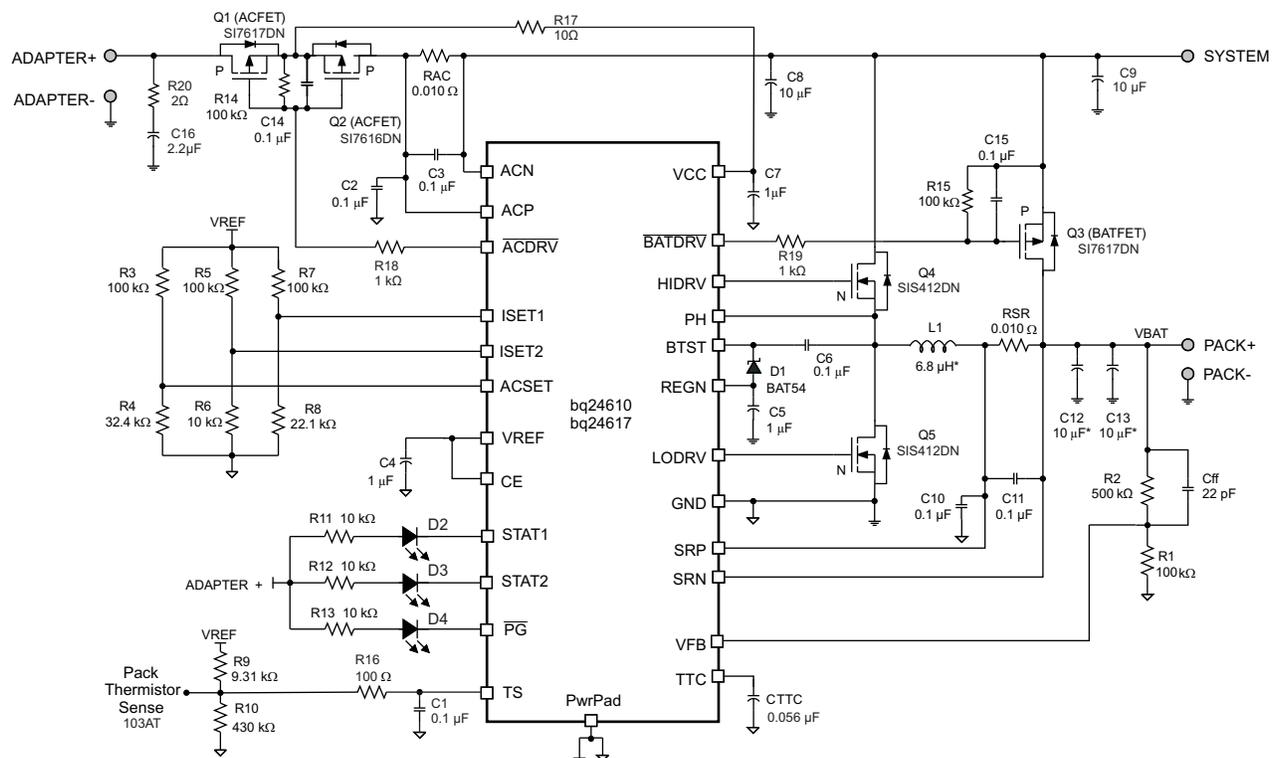 Q1 (ACFET)
SI7617DN
R17
10Ω
ADAPTER+
P
P
RAC
0.010 Ω
C8
10 µF
C9
10 µF
SYSTEM
R20
2Ω
ADAPTER-
R14
100 kΩ
C14
0.1 µF
Q2 (ACFET)
SI7616DN
C16
2.2µF
C3
0.1 µF
C2
0.1 µF
ACN
ACP
ACDRV
R18
1 kΩ
VCC
C7
1µF
C15
0.1 µF
R15
100 kΩ
P
Q3 (BATFET)
SI7617DN
BATDRV
R19
1 kΩ
HIDRV
Q4
SIS412DN
N
PH
BTST
C6
0.1 µF
L1
6.8 µH*
RSR
0.010 Ω
VBAT
PACK+
PACK-
REGN
D1
BAT54
C5
1 µF
C12
10 µF*
C13
10 µF*
VREF
R3
100 kΩ
R5
100 kΩ
R7
100 kΩ
ISET1
ISET2
ACSET
R4
32.4 kΩ
R6
10 kΩ
R8
22.1 kΩ
bq24610
bq24617
VREF
C4
1 µF
CE
LODRV
Q5
SIS412DN
N
GND
C10
0.1 µF
C11
0.1 µF
R2
500 kΩ
Cff
22 pF
SRP
SRN
R1
100kΩ
R11 10 kΩ
D2
STAT1
ADAPTER +
R12 10 kΩ
D3
STAT2
R13 10 kΩ
D4
PG
VFB
TTC
CTTC
0.056 µF
VREF
R9
9.31 kΩ
Pack
Thermistor
Sense
103AT
R10
430 kΩ
R16
100 Ω
C1
0.1 µF
TS
PwrPad